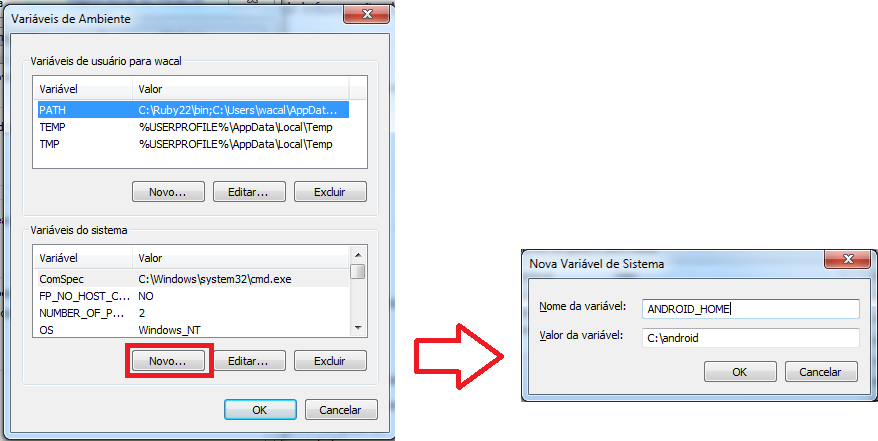 Variáveis de Ambiente
Variáveis de usuário para wacal
Variável Valor
PATH C:\Ruby22\bin;C:\Users\wacal\AppDat...
TEMP %USERPROFILE%\AppData\Local\Temp
TMP %USERPROFILE%\AppData\Local\Temp
Novo... Editar... Excluir
Variáveis do sistema
Variável Valor
ComSpec C:\Windows\system32\cmd.exe
FP_NO_HOST_C... NO
NUMBER_OF_P... 2
OS Windows_NT
Novo... Editar... Excluir
OK Cancelar
Nova Variável de Sistema
Nome da variável: ANDROID_HOME
Valor da variável: C:\android
OK Cancelar